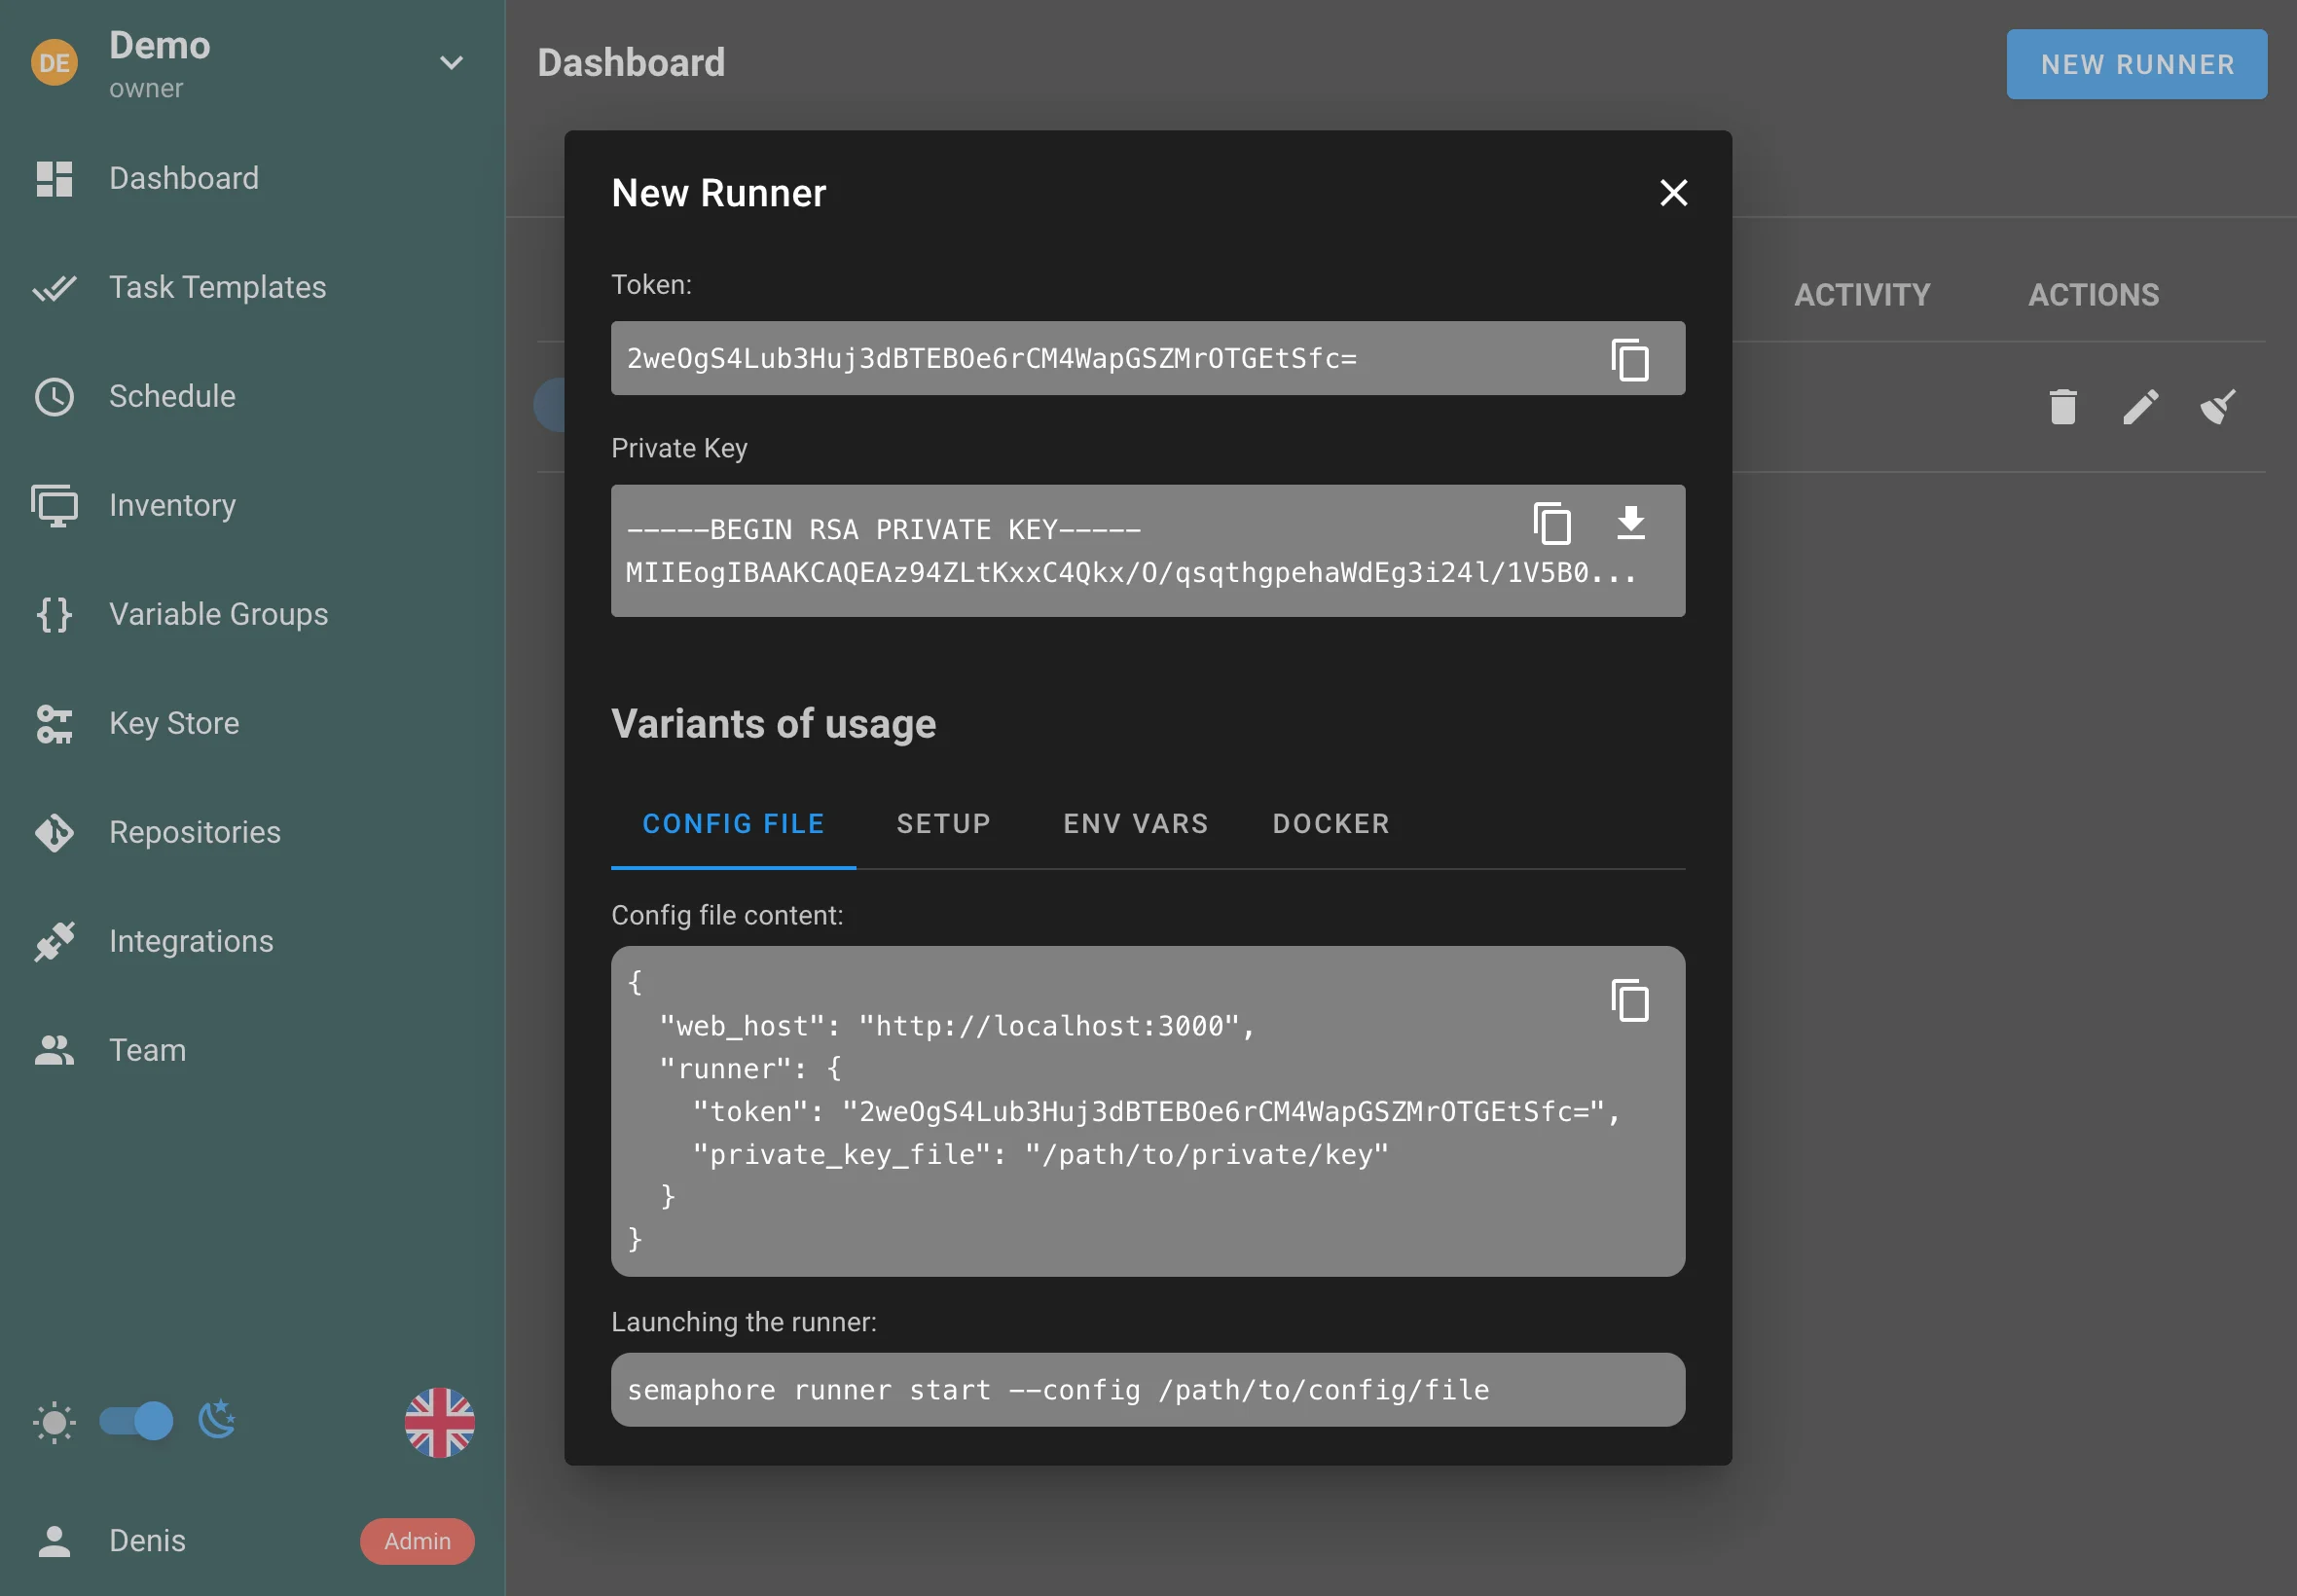 DE
Demo
owner
Dashboard
Task Templates
Schedule
Inventory
Variable Groups
Key Store
Repositories
Integrations
Team
Denis
Admin
Dashboard
NEW RUNNER
ACTIVITY
ACTIONS
New Runner
Token:
2weOgS4Lub3Huj3dBTEBOe6rCM4WapGSZMrOTGEtSfc=
Private Key
-----BEGIN RSA PRIVATE KEY-----
MIIEogIBAAKCAQEAz94ZLtKxxC4Qkx/O/qsqthgpehaWdEg3i24l/1V5B0...
Variants of usage
CONFIG FILE
SETUP
ENV VARS
DOCKER
Config file content:
{
"web_host": "http://localhost:3000",
"runner": {
"token": "2weOgS4Lub3Huj3dBTEBOe6rCM4WapGSZMrOTGEtSfc=",
"private_key_file": "/path/to/private/key"
}
}
Launching the runner:
semaphore runner start --config /path/to/config/file